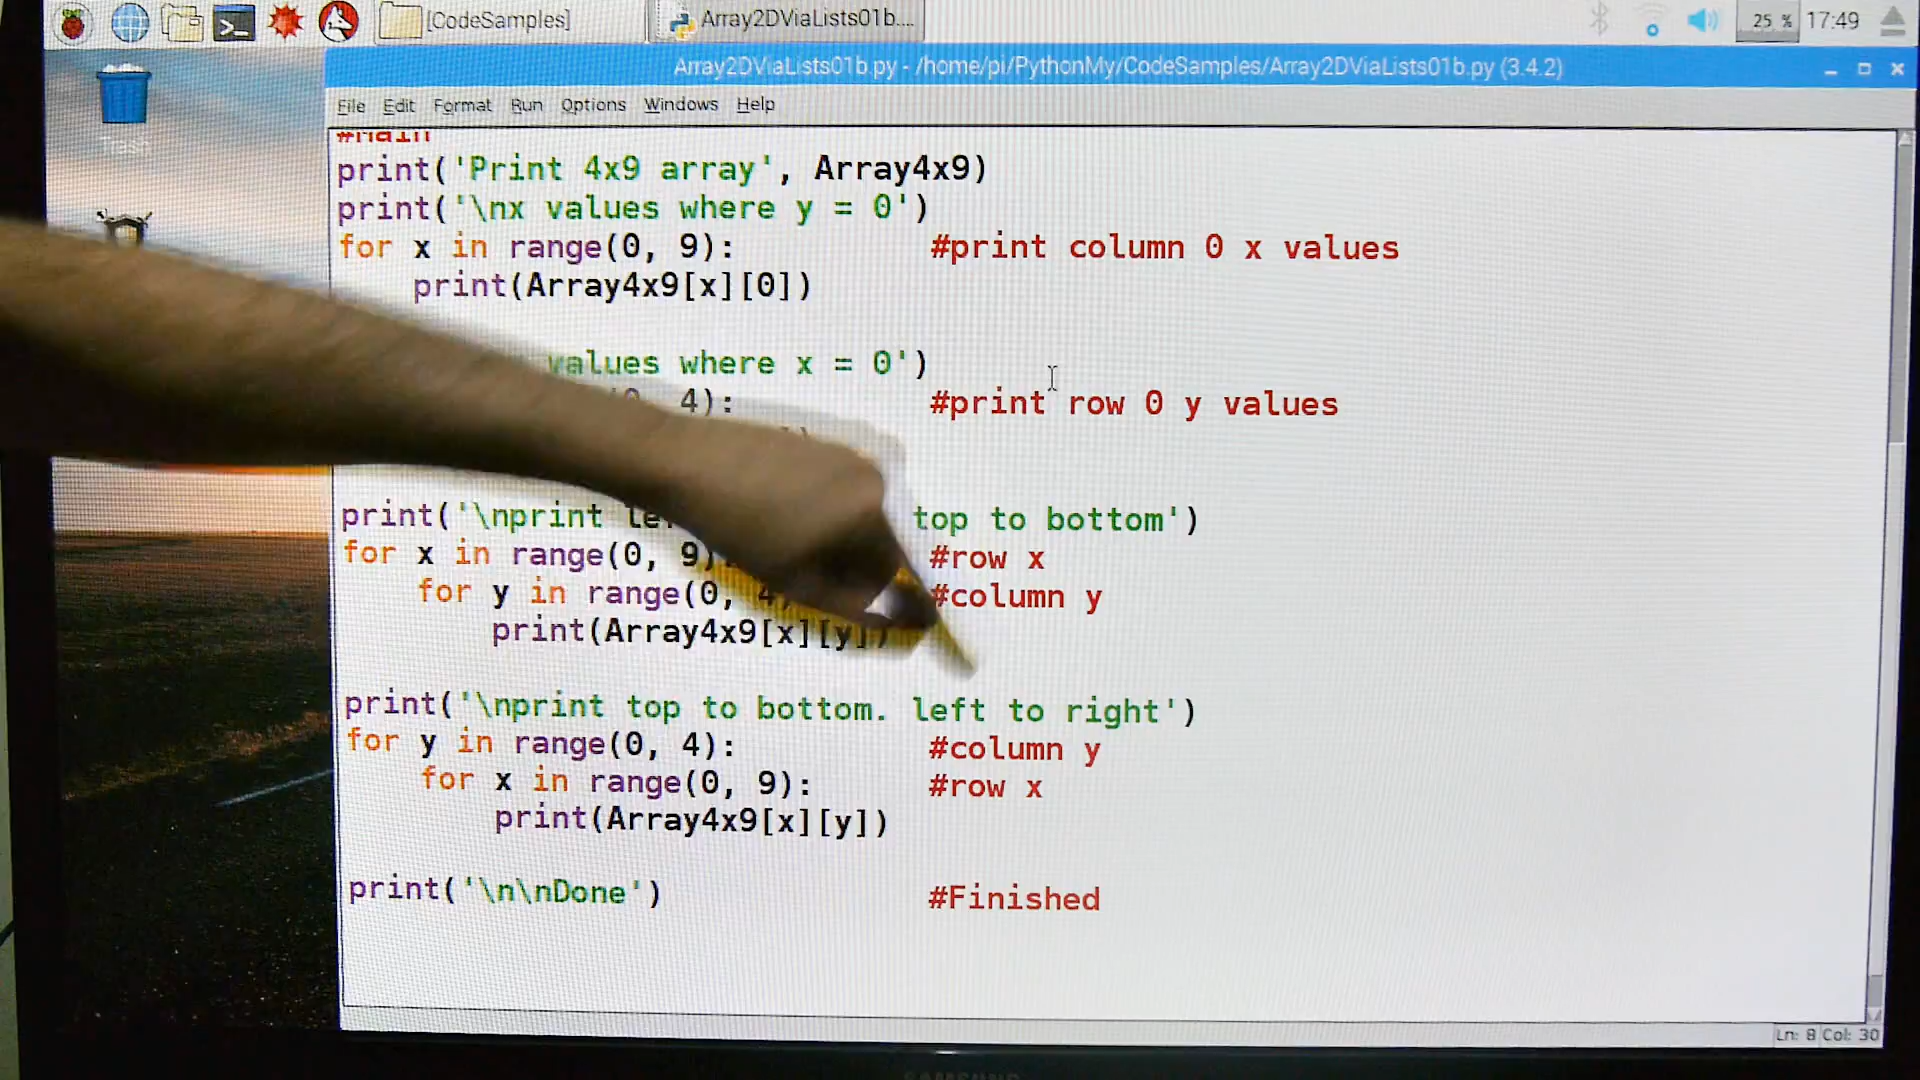 [CodeSamples]
Array2DViaLists01b....
25 %
17:49
Array2DViaLists01b.py - /home/pi/PythonMy/CodeSamples/Array2DViaLists01b.py (3.4.2)
File Edit Format Run Options Windows Help
Trash
#Main
print('Print 4x9 array', Array4x9)
print('\nx values where y = 0')
for x in range(0, 9): #print column 0 x values
print(Array4x9[x][0])
values where x = 0')
4): #print row 0 y values
print('\nprint top to bottom')
for x in range(0, 9) #row x
for y in range(0, 4 #column y
print(Array4x9[x][y])
print('\nprint top to bottom. left to right')
for y in range(0, 4): #column y
for x in range(0, 9): #row x
print(Array4x9[x][y])
print('\n\nDone') #Finished
Ln: 8 Col: 30
SAMSUNG